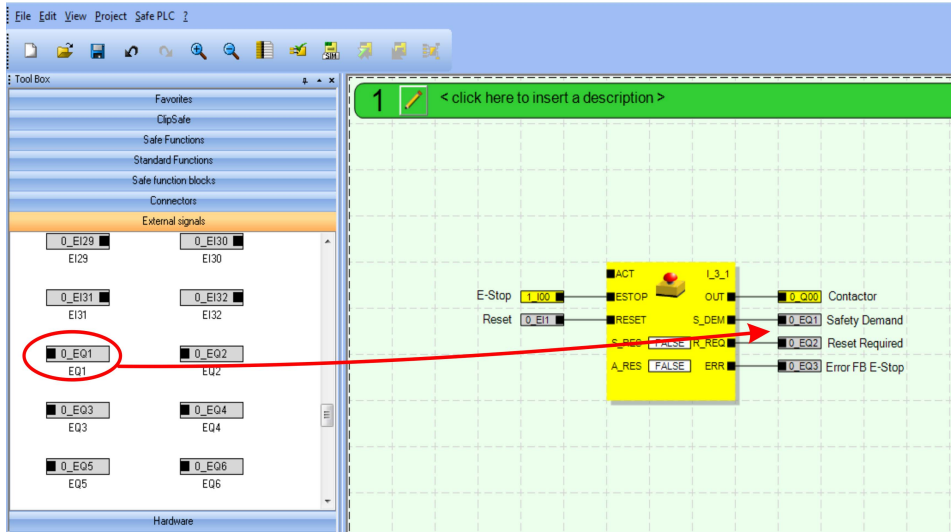 File Edit View Project Safe PLC ?
SIM
Tool Box
Favorites
ClipSafe
Safe Functions
Standard Functions
Safe function blocks
Connectors
External signals
0_EI29 0_EI30
EI29 EI30
0_EI31 0_EI32
EI31 EI32
0_EQ1 0_EQ2
EQ1 EQ2
0_EQ3 0_EQ4
EQ3 EQ4
0_EQ5 0_EQ6
EQ5 EQ6
Hardware
1 < click here to insert a description >
ACT I_3_1
E-Stop 1_I00 ESTOP OUT 0_Q00 Contactor
Reset 0_EI1 RESET S_DEM 0_EQ1 Safety Demand
S_RES FALSE R_REQ 0_EQ2 Reset Required
A_RES FALSE ERR 0_EQ3 Error FB E-Stop